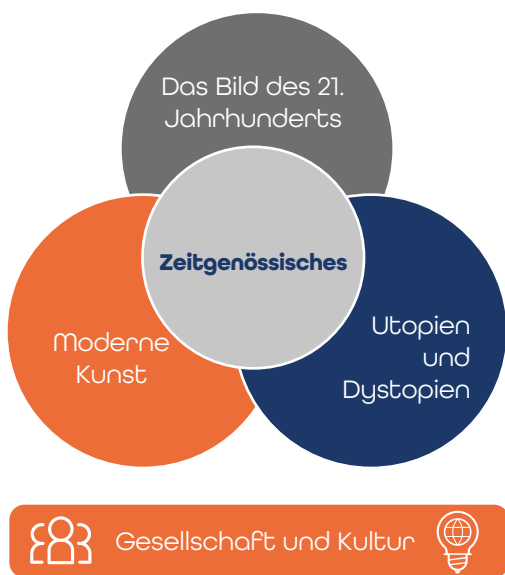 Das Bild des 21.
Jahrhunderts
Zeitgenössisches
Moderne
Kunst
Utopien
und
Dystopien
Gesellschaft und Kultur